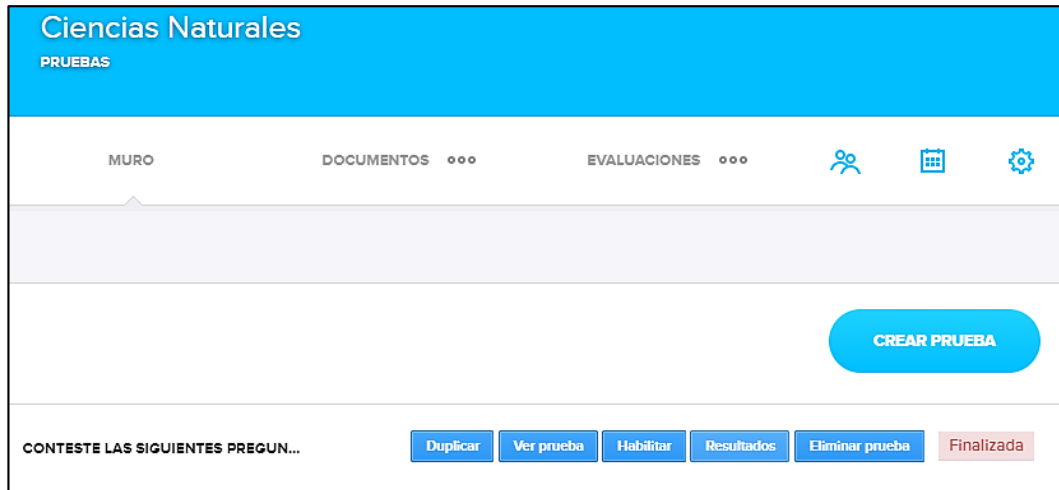 Ciencias Naturales
PRUEBAS
MURO DOCUMENTOS EVALUACIONES
CREAR PRUEBA
CONTESTE LAS SIGUIENTES PREGUN... Duplicar Ver prueba Habilitar Resultados Eliminar prueba Finalizada